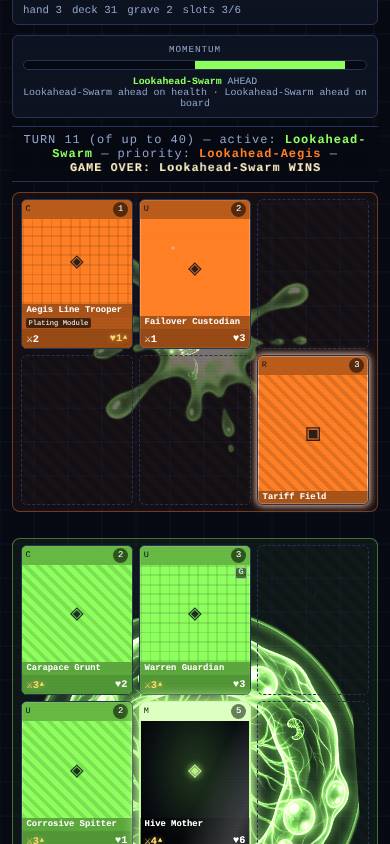 hand 3 deck 31 grave 2 slots 3/6
MOMENTUM
Lookahead-Swarm AHEAD
Lookahead-Swarm ahead on health · Lookahead-Swarm ahead on
board
TURN 11 (of up to 40) — active: Lookahead-
Swarm — priority: Lookahead-Aegis —
GAME OVER: Lookahead-Swarm WINS
C 1
U 2
Aegis Line Trooper
Plating Module
⚔2 ♥1▲
Failover Custodian
⚔1 ♥3
R 3
Tariff Field
C 2
U 3
G
Carapace Grunt
⚔3▲ ♥2
Warren Guardian
⚔3▲ ♥3
U 2
M 5
Corrosive Spitter
⚔3▲ ♥1
Hive Mother
⚔4▲ ♥6